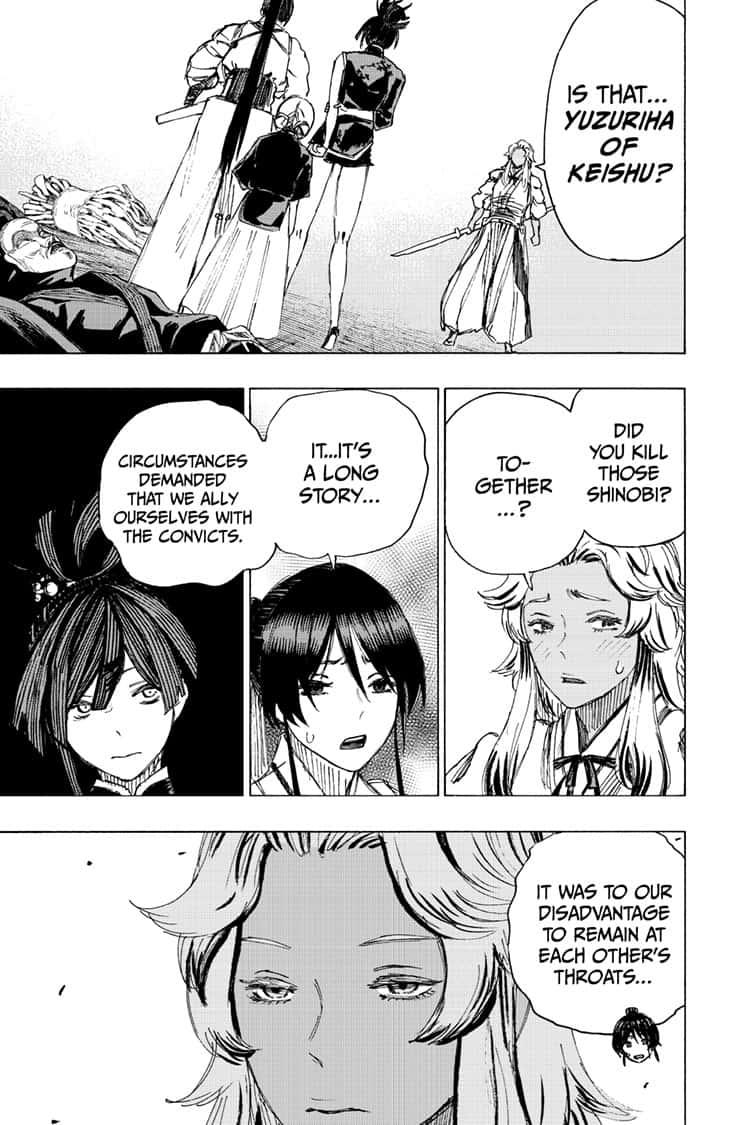 IS THAT...
YUZURIHA
OF
KEISHU?
DID
YOU KILL
THOSE
SHINOBI?
TO-
GETHER
...?
IT...IT'S
A LONG
STORY...
CIRCUMSTANCES
DEMANDED
THAT WE ALLY
OURSELVES WITH
THE CONVICTS.
IT WAS TO OUR
DISADVANTAGE
TO REMAIN AT
EACH OTHER'S
THROATS...